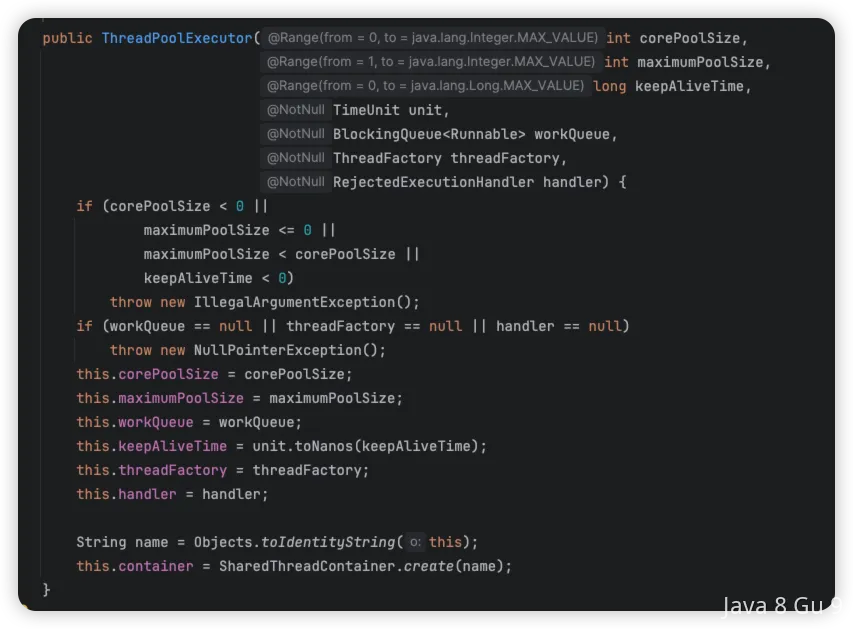 public ThreadPoolExecutor( @Range(from = 0, to = java.lang.Integer.MAX_VALUE) int corePoolSize,
@Range(from = 1, to = java.lang.Integer.MAX_VALUE) int maximumPoolSize,
@Range(from = 0, to = java.lang.Long.MAX_VALUE) long keepAliveTime,
@NotNull TimeUnit unit,
@NotNull BlockingQueue<Runnable> workQueue,
@NotNull ThreadFactory threadFactory,
@NotNull RejectedExecutionHandler handler) {
if (corePoolSize < 0 ||
maximumPoolSize <= 0 ||
maximumPoolSize < corePoolSize ||
keepAliveTime < 0)
throw new IllegalArgumentException();
if (workQueue == null || threadFactory == null || handler == null)
throw new NullPointerException();
this.corePoolSize = corePoolSize;
this.maximumPoolSize = maximumPoolSize;
this.workQueue = workQueue;
this.keepAliveTime = unit.toNanos(keepAliveTime);
this.threadFactory = threadFactory;
this.handler = handler;
String name = Objects.toIdentityString( o: this);
this.container = SharedThreadContainer.create(name);
}
Java 8 Gu 9